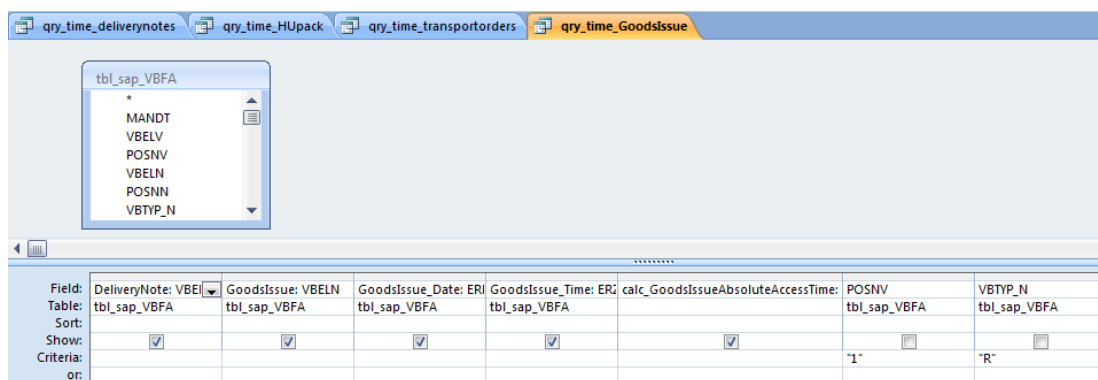 qry_time_deliverynotes qry_time_HUpack qry_time_transportorders qry_time_GoodsIssue
tbl_sap_VBFA
*
MANDT
VBELV
POSNV
VBELN
POSNN
VBTYP_N
Field: DeliveryNote: VBEI GoodsIssue: VBELN GoodsIssue_Date: ERI GoodsIssue_Time: ERZ calc_GoodsIssueAbsoluteAccessTime: POSNV VBTYP_N
Table: tbl_sap_VBFA tbl_sap_VBFA tbl_sap_VBFA tbl_sap_VBFA tbl_sap_VBFA tbl_sap_VBFA
Sort:
Show:
Criteria: "1" "R"
or: